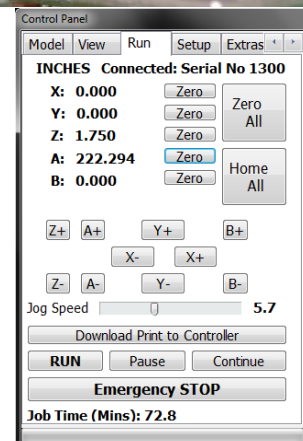 Control Panel
Model View Run Setup Extras
INCHES Connected: Serial No 1300
X: 0.000 Zero
Y: 0.000 Zero
Z: 1.750 Zero
A: 222.294 Zero
B: 0.000 Zero
Zero All
Home All
Z+ A+ Y+ B+
X- X+
Z- A- Y- B-
Jog Speed 5.7
Download Print to Controller
RUN Pause Continue
Emergency STOP
Job Time (Mins): 72.8